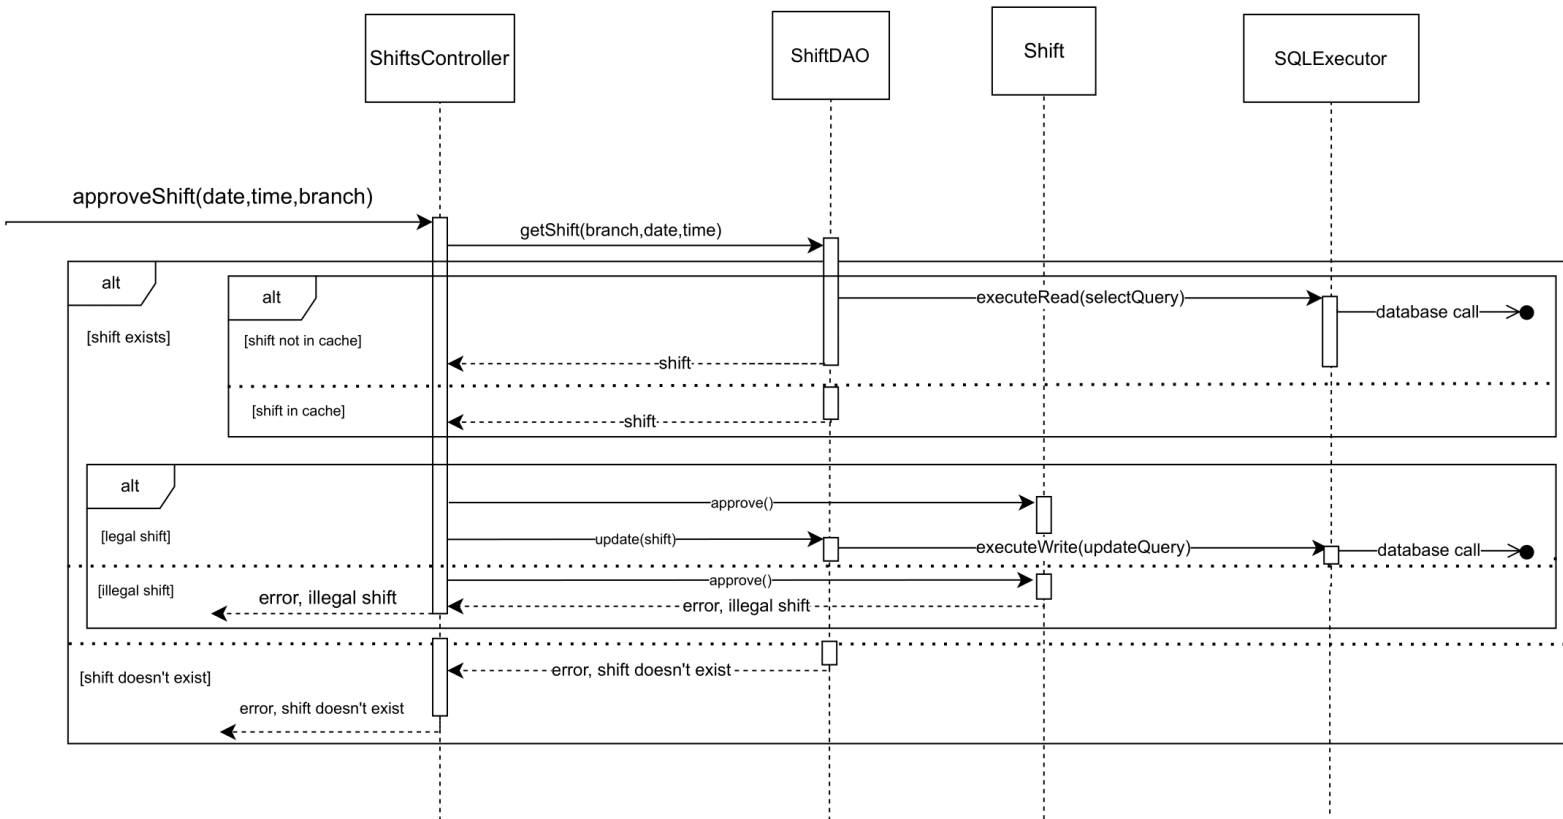 ShiftsController
ShiftDAO
Shift
SQLExecutor
approveShift(date,time,branch)
getShift(branch,date,time)
alt
alt
executeRead(selectQuery)
database call
[shift exists]
[shift not in cache]
shift
[shift in cache]
shift
alt
approve()
[legal shift]
update(shift)
executeWrite(updateQuery)
database call
[illegal shift]
approve()
error, illegal shift
error, illegal shift
[shift doesn't exist]
error, shift doesn't exist
error, shift doesn't exist